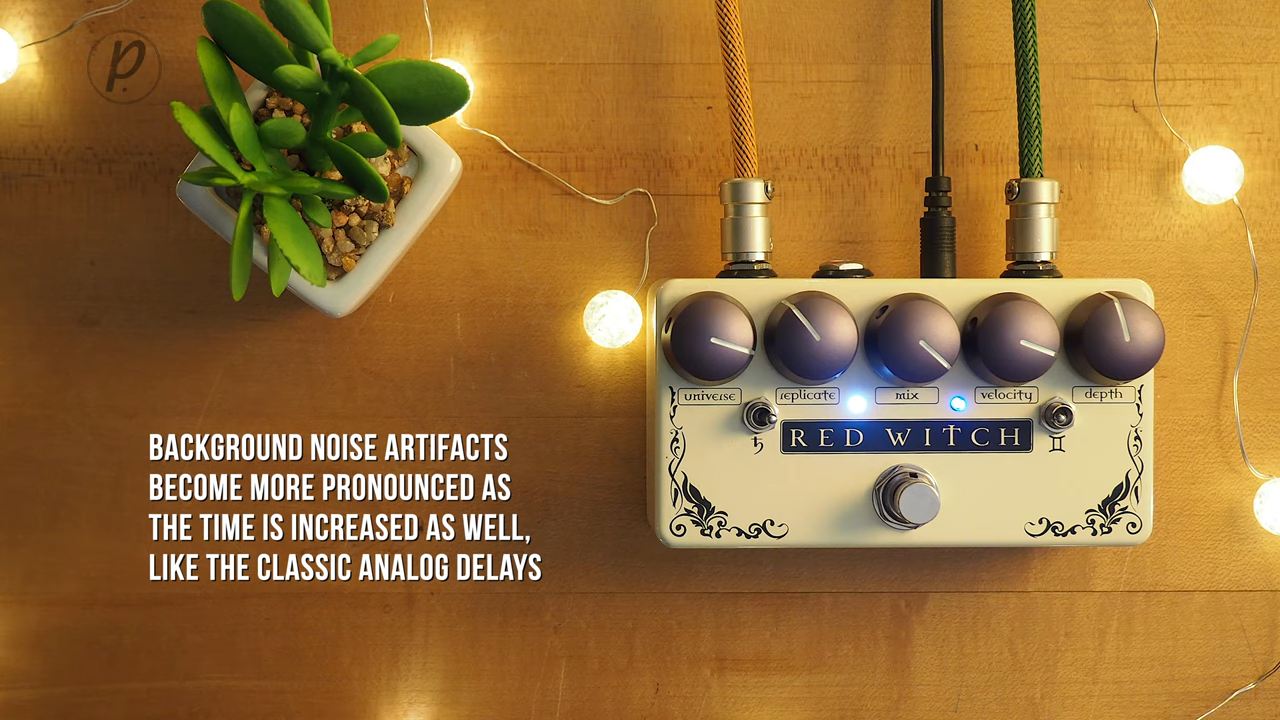 p.
BACKGROUND NOISE ARTIFACTS
BECOME MORE PRONOUNCED AS
THE TIME IS INCREASED AS WELL,
LIKE THE CLASSIC ANALOG DELAYS
universe replicate mix velocity depth
♄ RED WITCH ♊